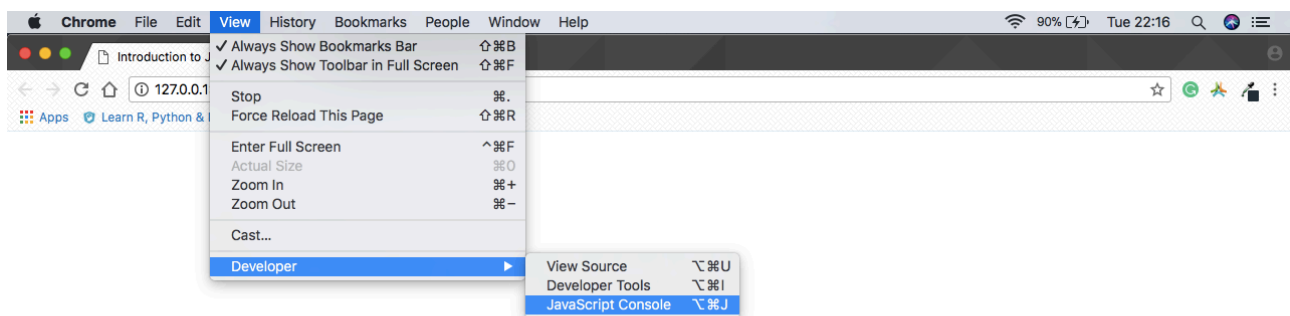 Chrome File Edit View History Bookmarks People Window Help 90% Tue 22:16
Introduction to J
127.0.0.1
Apps Learn R, Python &
✓ Always Show Bookmarks Bar ⇧⌘B
✓ Always Show Toolbar in Full Screen ⇧⌘F
Stop ⌘.
Force Reload This Page ⇧⌘R
Enter Full Screen ^⌘F
Actual Size ⌘0
Zoom In ⌘+
Zoom Out ⌘−
Cast...
Developer ▶
View Source ⌥⌘U
Developer Tools ⌥⌘I
JavaScript Console ⌥⌘J